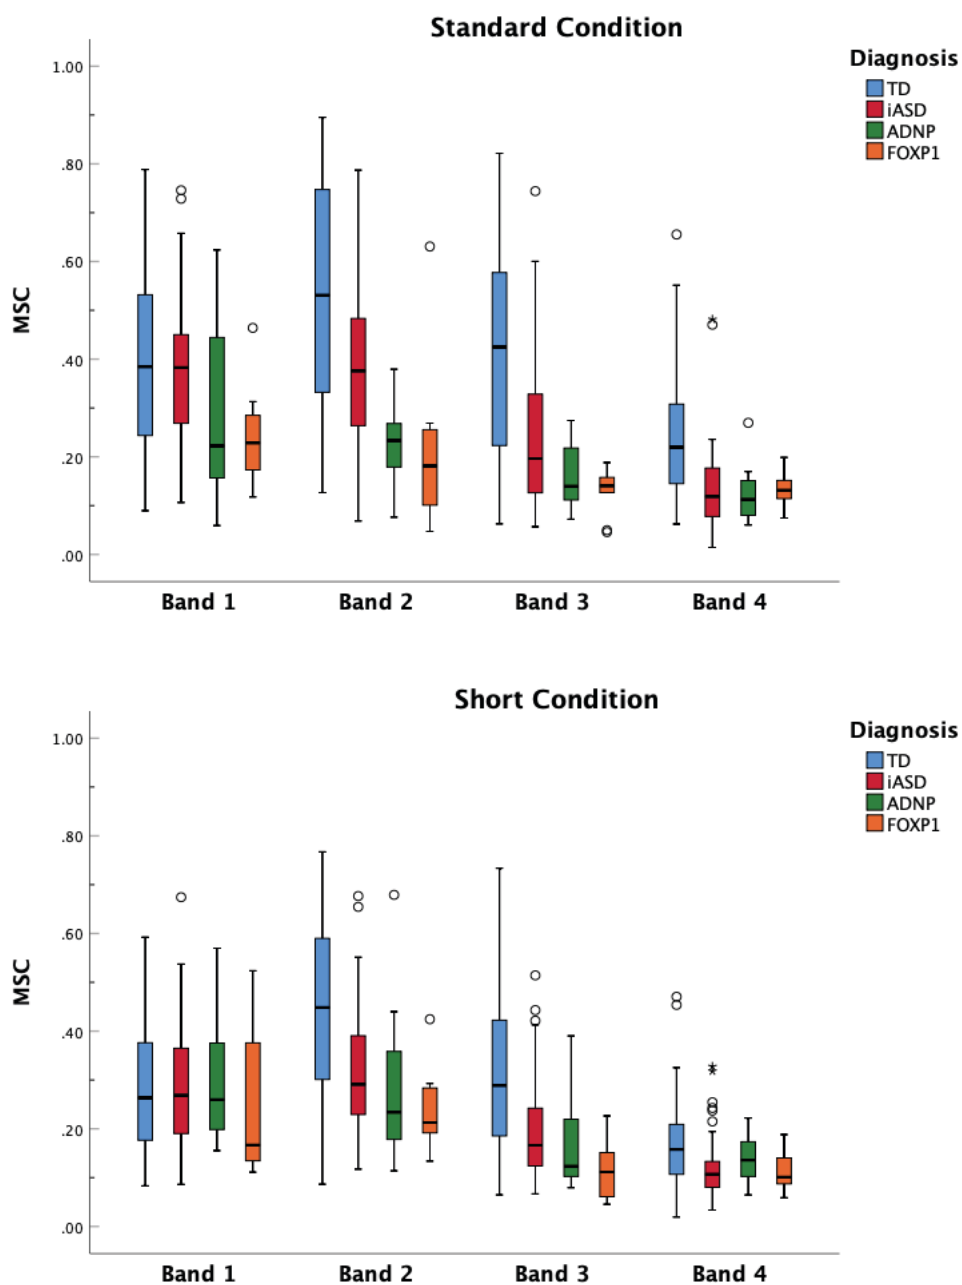 Standard Condition
Diagnosis
TD
iASD
ADNP
FOXP1
MSC
1.00
.80
.60
.40
.20
.00
Band 1 Band 2 Band 3 Band 4
Short Condition
Diagnosis
TD
iASD
ADNP
FOXP1
MSC
1.00
.80
.60
.40
.20
.00
Band 1 Band 2 Band 3 Band 4